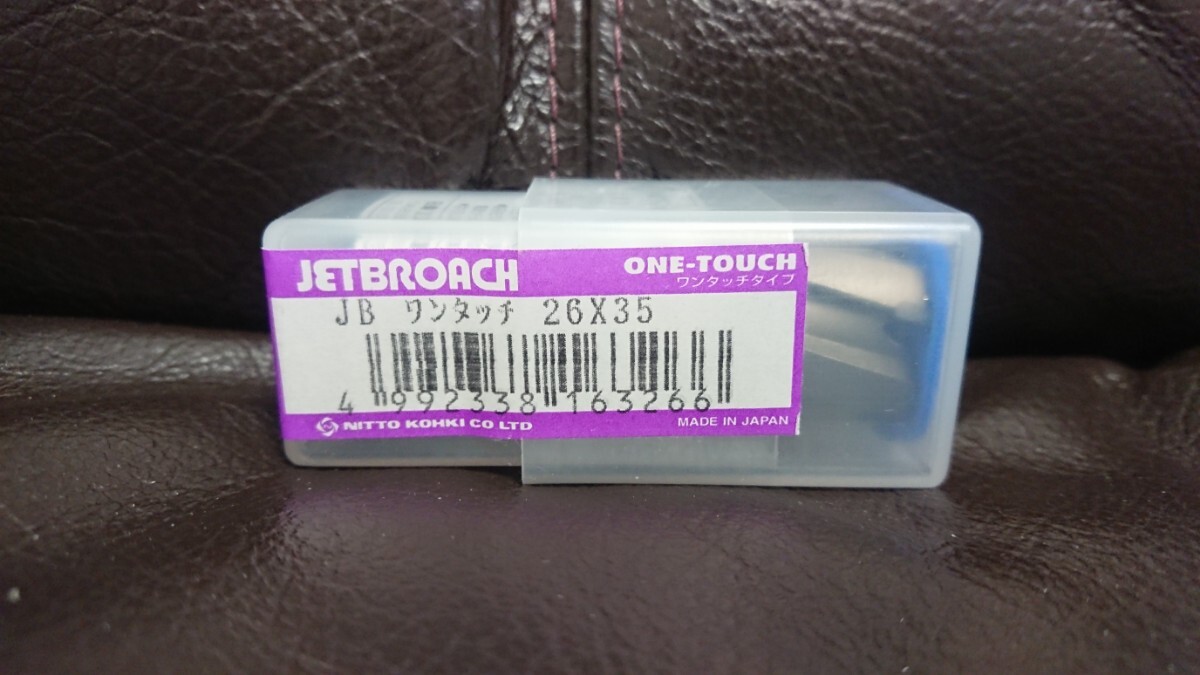 JETBROACH ONE-TOUCH
ワンタッチタイプ
JB ワンタッチ 26X35
4 992338 163266
NITTO KOHKI CO LTD MADE IN JAPAN